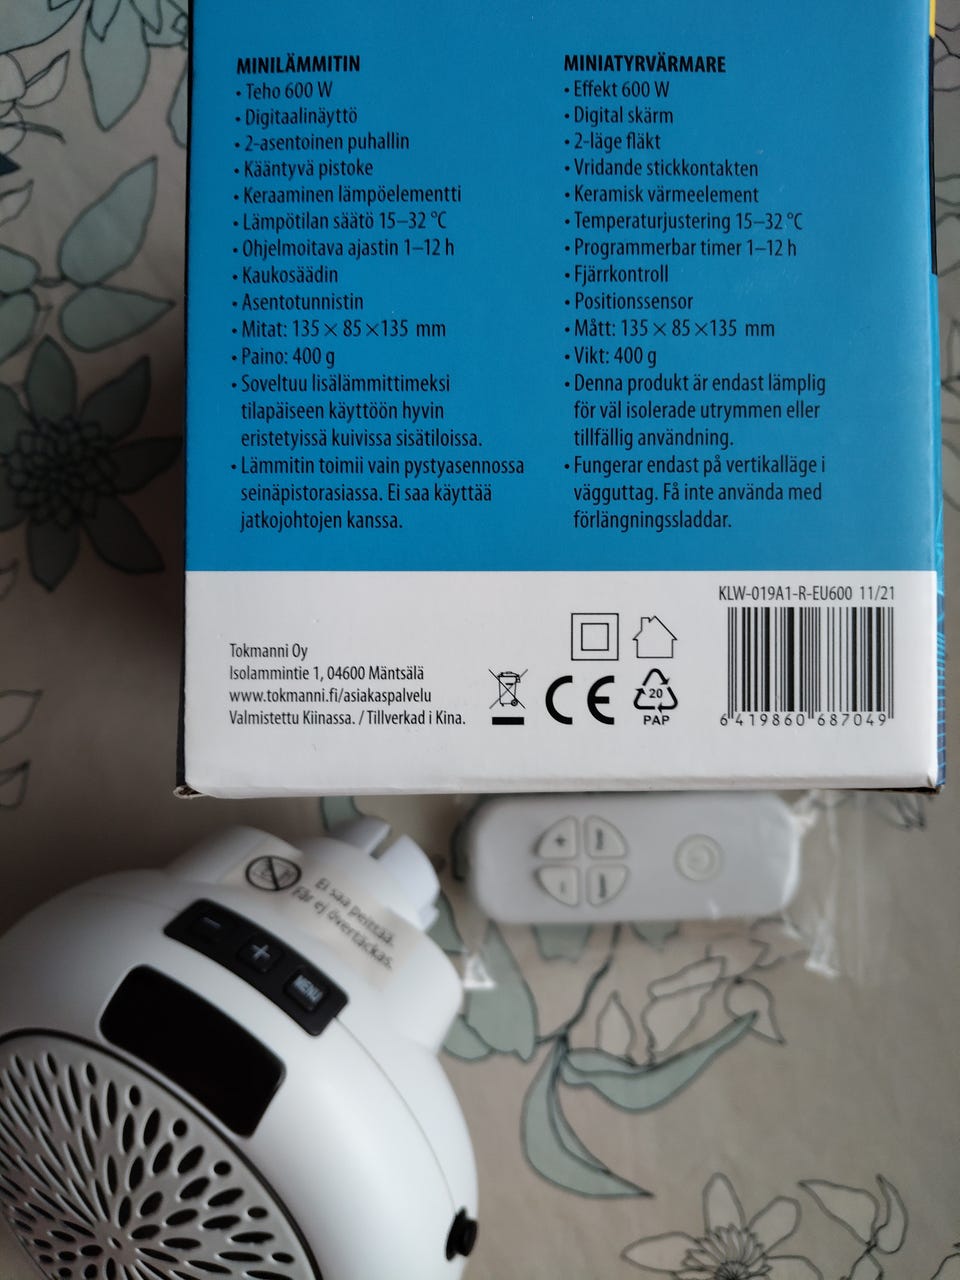 MINILÄMMITIN
• Teho 600 W
• Digitaalinäyttö
• 2-asentoinen puhallin
• Kääntyvä pistoke
• Keraaminen lämpöelementti
• Lämpötilan säätö 15–32 °C
• Ohjelmoitava ajastin 1–12 h
• Kaukosäädin
• Asentotunnistin
• Mitat: 135 × 85 ×135 mm
• Paino: 400 g
• Soveltuu lisälämmittimeksi
tilapäiseen käyttöön hyvin
eristetyissä kuivissa sisätiloissa.
• Lämmitin toimii vain pystyasennossa
seinäpistorasiassa. Ei saa käyttää
jatkojohtojen kanssa.
MINIATYRVÄRMARE
• Effekt 600 W
• Digital skärm
• 2-läge fläkt
• Vridande stickkontakten
• Keramisk värmeelement
• Temperaturjustering 15–32 °C
• Programmerbar timer 1–12 h
• Fjärrkontroll
• Positionssensor
• Mått: 135 × 85 ×135 mm
• Vikt: 400 g
• Denna produkt är endast lämplig
för väl isolerade utrymmen eller
tillfällig användning.
• Fungerar endast på vertikalläge i
vägguttag. Få inte använda med
förlängningssladdar.
KLW-019A1-R-EU600 11/21
Tokmanni Oy
Isolammintie 1, 04600 Mäntsälä
www.tokmanni.fi/asiakaspalvelu
Valmistettu Kiinassa. / Tillverkad i Kina.
CE
20
PAP
6 419860 687049
Ei saa peittää.
Får ej övertäckas.
− + MENU
+
−